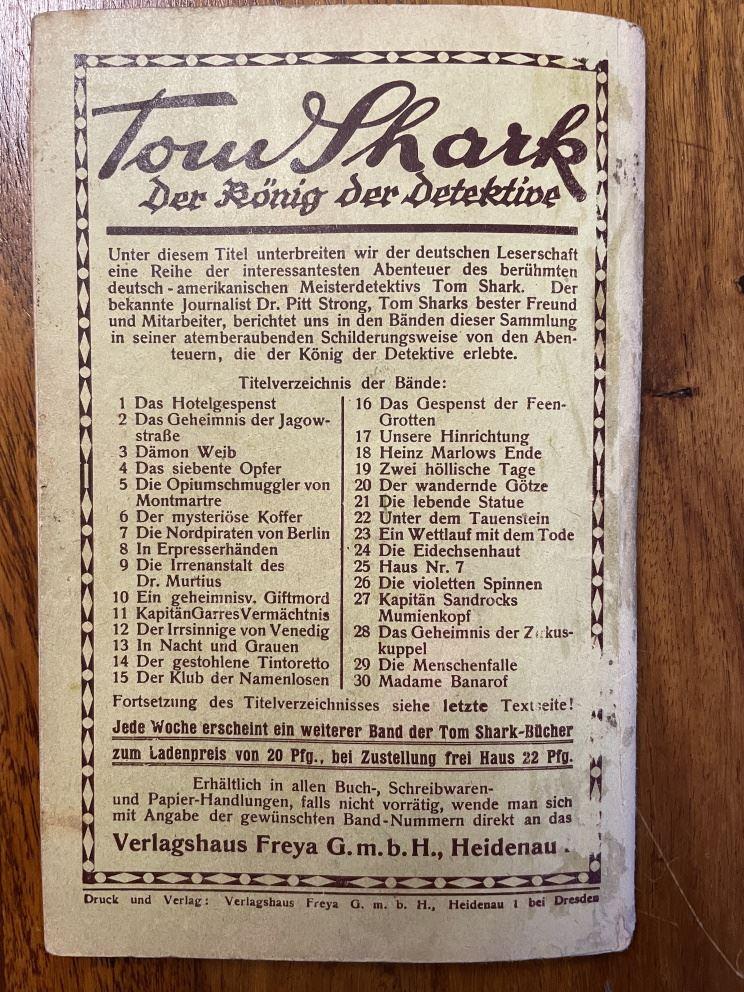 Tom Shark
Der König der Detektive
Unter diesem Titel unterbreiten wir der deutschen Leserschaft
eine Reihe der interessantesten Abenteuer des berühmten
deutsch-amerikanischen Meisterdetektivs Tom Shark. Der
bekannte Journalist Dr. Pitt Strong, Tom Sharks bester Freund
und Mitarbeiter, berichtet uns in den Bänden dieser Sammlung
in seiner atemberaubenden Schilderungsweise von den Aben-
teuern, die der König der Detektive erlebte.
Titelverzeichnis der Bände:
1 Das Hotelgespenst
2 Das Geheimnis der Jagow-
straße
3 Dämon Weib
4 Das siebente Opfer
5 Die Opiumschmuggler von
Montmartre
6 Der mysteriöse Koffer
7 Die Nordpiraten von Berlin
8 In Erpresserhänden
9 Die Irrenanstalt des
Dr. Murtius
10 Ein geheimnisv. Giftmord
11 Kapitän Garres Vermächtnis
12 Der Irrsinnige von Venedig
13 In Nacht und Grauen
14 Der gestohlene Tintoretto
15 Der Klub der Namenlosen
16 Das Gespenst der Feen-
Grotten
17 Unsere Hinrichtung
18 Heinz Marlows Ende
19 Zwei höllische Tage
20 Der wandernde Götze
21 Die lebende Statue
22 Unter dem Tauenstein
23 Ein Wettlauf mit dem Tode
24 Die Eidechsenhaut
25 Haus Nr. 7
26 Die violetten Spinnen
27 Kapitän Sandrocks
Mumienkopf
28 Das Geheimnis der Zirkus-
kuppel
29 Die Menschenfalle
30 Madame Banarof
Fortsetzung des Titelverzeichnisses siehe letzte Textseite!
Jede Woche erscheint ein weiterer Band der Tom Shark-Bücher
zum Ladenpreis von 20 Pfg., bei Zustellung frei Haus 22 Pfg.
Erhältlich in allen Buch-, Schreibwaren-
und Papier-Handlungen, falls nicht vorrätig, wende man sich
mit Angabe der gewünschten Band-Nummern direkt an das
Verlagshaus Freya G. m. b. H., Heidenau
Druck und Verlag: Verlagshaus Freya G. m. b. H., Heidenau 1 bei Dresden